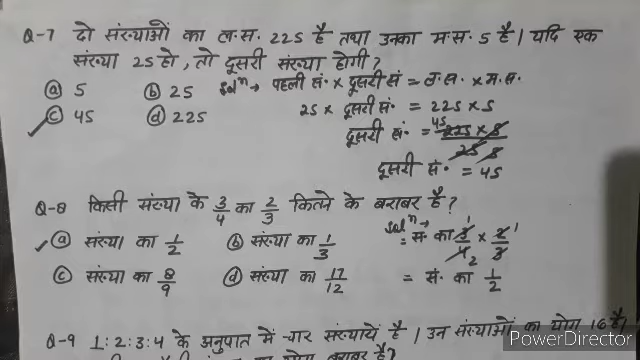 Q-7 दो संख्याओं का ल.स. 225 है तथा उनका म.स. 5 है। यदि एक
संख्या 25 हो, तो दूसरी संख्या होगी?
ⓐ 5 ⓑ 25
ⓒ 45 ⓓ 225
Solⁿ→ पहली सं. × दूसरी सं = ल.स. × म.स.
25 × दूसरी सं. = 225 × 5
दूसरी सं. = 45 225 × 5 / 25
दूसरी सं. = 45
Q-8 किसी संख्या के 3/4 का 2/3 कितने के बराबर है?
ⓐ संख्या का 1/2 ⓑ संख्या का 1/3
ⓒ संख्या का 8/9 ⓓ संख्या का 17/12
Solⁿ→
= सं. का 3/4 × 2/3
= सं. का 1/2
Q-9 1:2:3:4 के अनुपात में चार संख्यायें है। उन संख्याओं का योग 16 है।
PowerDirector